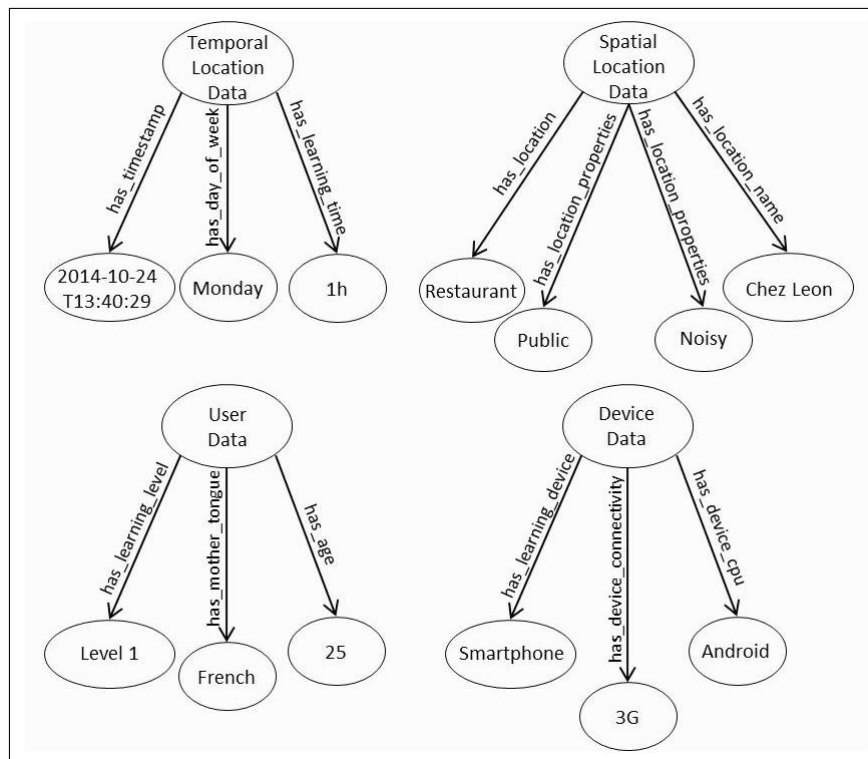 Temporal
Location
Data
has_timestamp
has_day_of_week
has_learning_time
2014-10-24
T13:40:29
Monday
1h
Spatial
Location
Data
has_location
has_location_properties
has_location_properties
has_location_name
Restaurant
Public
Noisy
Chez Leon
User
Data
has_learning_level
has_mother_tongue
has_age
Level 1
French
25
Device
Data
has_learning_device
has_device_connectivity
has_device_cpu
Smartphone
3G
Android